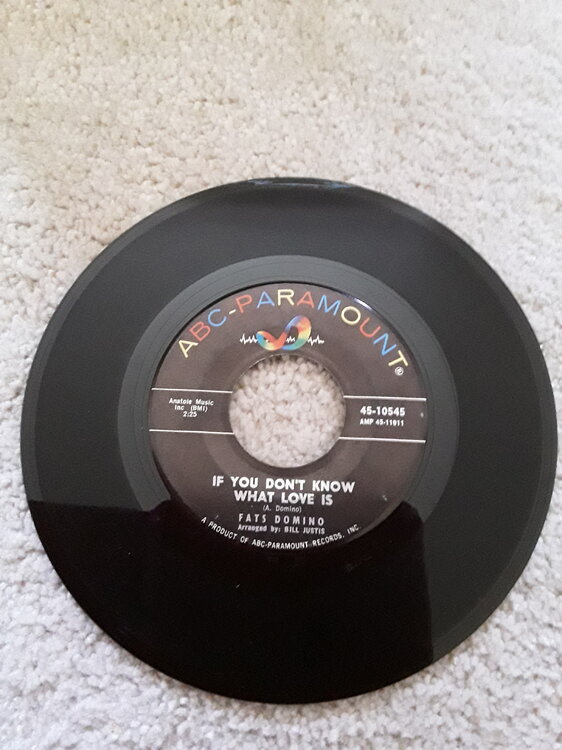 ABC-PARAMOUNT®
Anatole Music
Inc (BMI)
2:25
45-10545
AMP 45-11911
IF YOU DON'T KNOW
WHAT LOVE IS
(A. Domino)
FATS DOMINO
Arranged by: BILL JUSTIS
A PRODUCT OF ABC-PARAMOUNT RECORDS, INC.